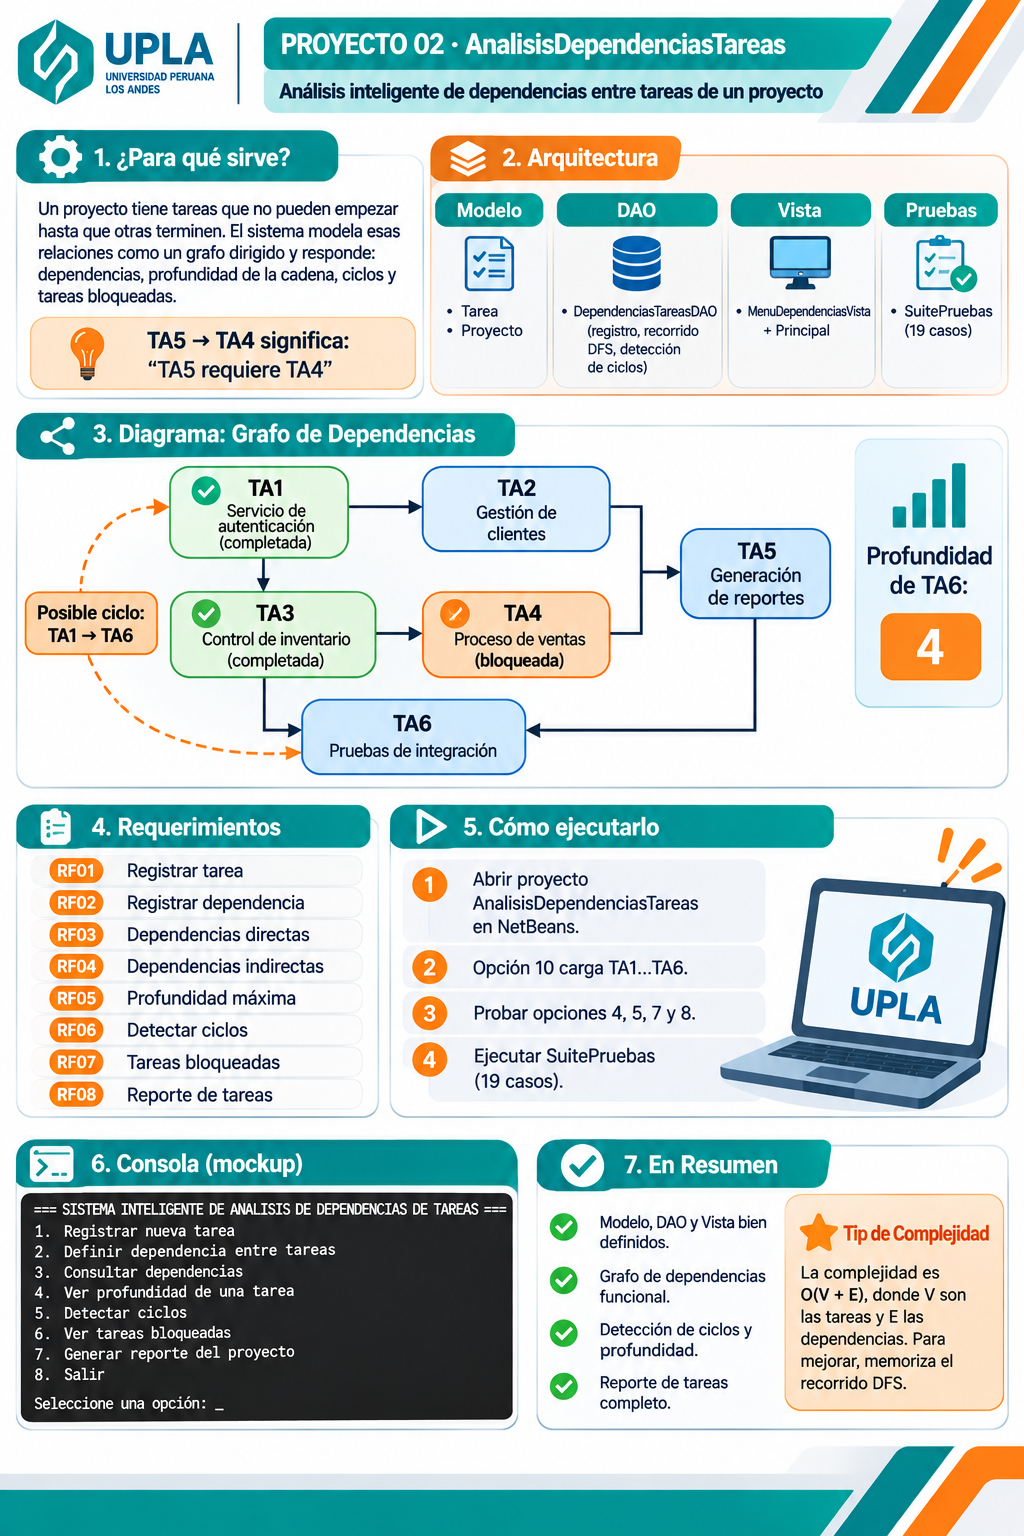 UPLA
UNIVERSIDAD PERUANA
LOS ANDES
PROYECTO 02 · AnalisisDependenciasTareas
Análisis inteligente de dependencias entre tareas de un proyecto
1. ¿Para qué sirve?
Un proyecto tiene tareas que no pueden empezar
hasta que otras terminen. El sistema modela esas
relaciones como un grafo dirigido y responde:
dependencias, profundidad de la cadena, ciclos y
tareas bloqueadas.
TA5 → TA4 significa:
“TA5 requiere TA4”
2. Arquitectura
Modelo
• Tarea
• Proyecto
DAO
• DependenciasTareasDAO
(registro, recorrido
DFS, detección
de ciclos)
Vista
• MenuDependenciasVista
+ Principal
Pruebas
• SuitePruebas
(19 casos)
3. Diagrama: Grafo de Dependencias
TA1
Servicio de
autenticación
(completada)
TA2
Gestión de
clientes
TA5
Generación
de reportes
Posible ciclo:
TA1 → TA6
TA3
Control de inventario
(completada)
TA4
Proceso de ventas
(bloqueada)
TA6
Pruebas de integración
Profundidad
de TA6:
4
4. Requerimientos
RF01 Registrar tarea
RF02 Registrar dependencia
RF03 Dependencias directas
RF04 Dependencias indirectas
RF05 Profundidad máxima
RF06 Detectar ciclos
RF07 Tareas bloqueadas
RF08 Reporte de tareas
5. Cómo ejecutarlo
1 Abrir proyecto
AnalisisDependenciasTareas
en NetBeans.
2 Opción 10 carga TA1...TA6.
3 Probar opciones 4, 5, 7 y 8.
4 Ejecutar SuitePruebas
(19 casos).
UPLA
6. Consola (mockup)
=== SISTEMA INTELIGENTE DE ANALISIS DE DEPENDENCIAS DE TAREAS ===
1. Registrar nueva tarea
2. Definir dependencia entre tareas
3. Consultar dependencias
4. Ver profundidad de una tarea
5. Detectar ciclos
6. Ver tareas bloqueadas
7. Generar reporte del proyecto
8. Salir
Seleccione una opción: _
7. En Resumen
Modelo, DAO y Vista bien
definidos.
Grafo de dependencias
funcional.
Detección de ciclos y
profundidad.
Reporte de tareas
completo.
Tip de Complejidad
La complejidad es
O(V + E), donde V son
las tareas y E las
dependencias. Para
mejorar, memoriza el
recorrido DFS.